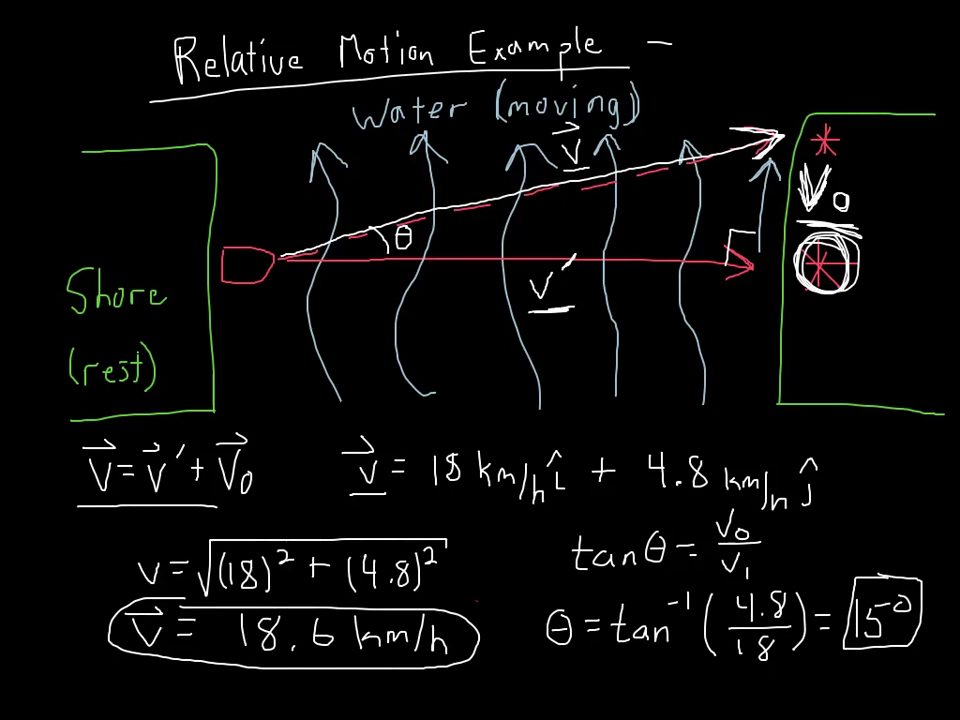 Relative Motion Example -
Water (moving)
v⃗
V₀
θ
v′
Shore
(rest)
V⃗ = v⃗′ + V⃗₀
v⃗ = 18 km/h î + 4.8 km/h ĵ
tanθ = V₀/V₁
v = √(18)² + (4.8)²
V⃗ = 18.6 km/h
θ = tan⁻¹ (4.8/18) = 15°